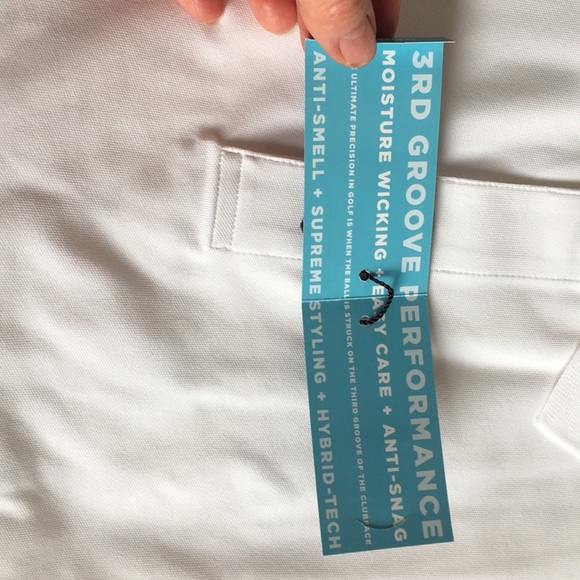 3RD GROOVE PERFORMANCE
MOISTURE WICKING + EASY CARE + ANTI-SNAG
ULTIMATE PRECISION IN GOLF IS WHEN THE BALL IS STRUCK ON THE THIRD GROOVE OF THE CLUBFACE
ANTI-SMELL + SUPREME STYLING + HYBRID-TECH